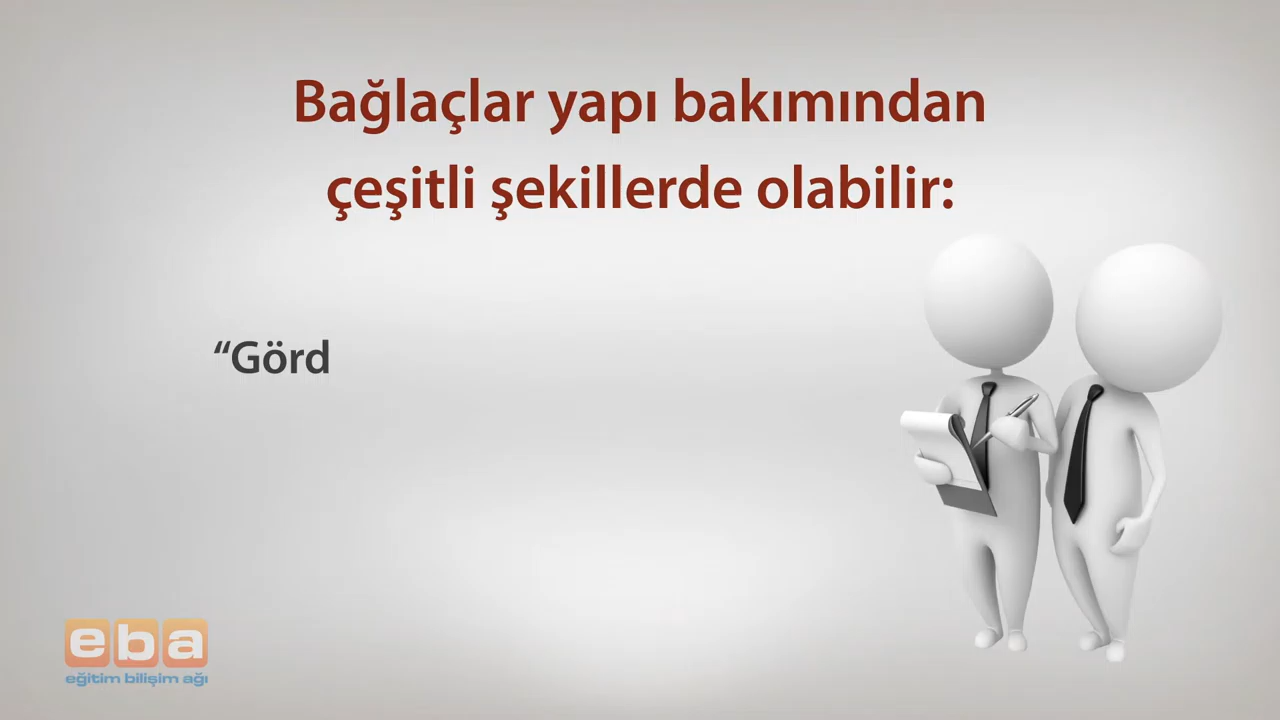 Bağlaçlar yapı bakımından
çeşitli şekillerde olabilir:
“Görd
eba
eğitim bilişim ağı